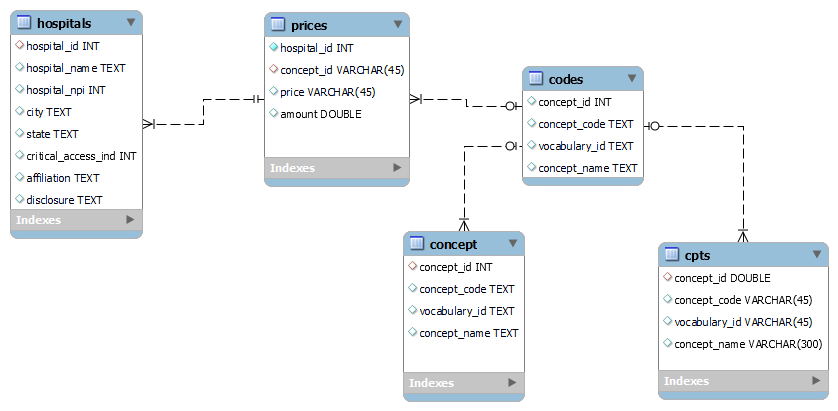 hospitals
hospital_id INT
hospital_name TEXT
hospital_npi INT
city TEXT
state TEXT
critical_access_ind INT
affiliation TEXT
disclosure TEXT
Indexes
prices
hospital_id INT
concept_id VARCHAR(45)
price VARCHAR(45)
amount DOUBLE
Indexes
codes
concept_id INT
concept_code TEXT
vocabulary_id TEXT
concept_name TEXT
concept
concept_id INT
concept_code TEXT
vocabulary_id TEXT
concept_name TEXT
Indexes
cpts
concept_id DOUBLE
concept_code VARCHAR(45)
vocabulary_id VARCHAR(45)
concept_name VARCHAR(300)
Indexes